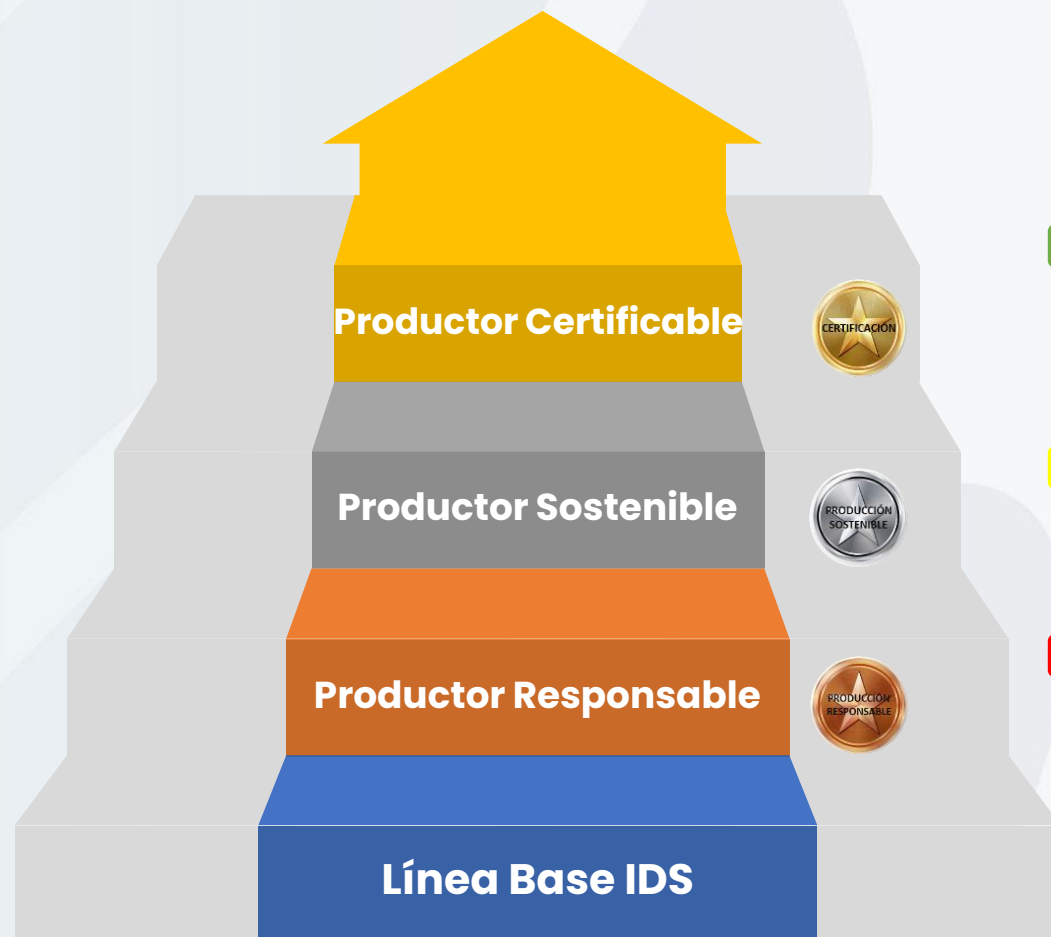 Productor Certificable
CERTIFICACIÓN
Productor Sostenible
PRODUCCIÓN
SOSTENIBLE
Productor Responsable
PRODUCCIÓN
RESPONSABLE
Línea Base IDS